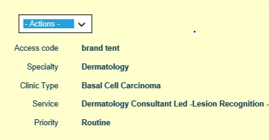 - Actions -
Access code brand tent
Specialty Dermatology
Clinic Type Basal Cell Carcinoma
Service Dermatology Consultant Led -Lesion Recognition -
Priority Routine